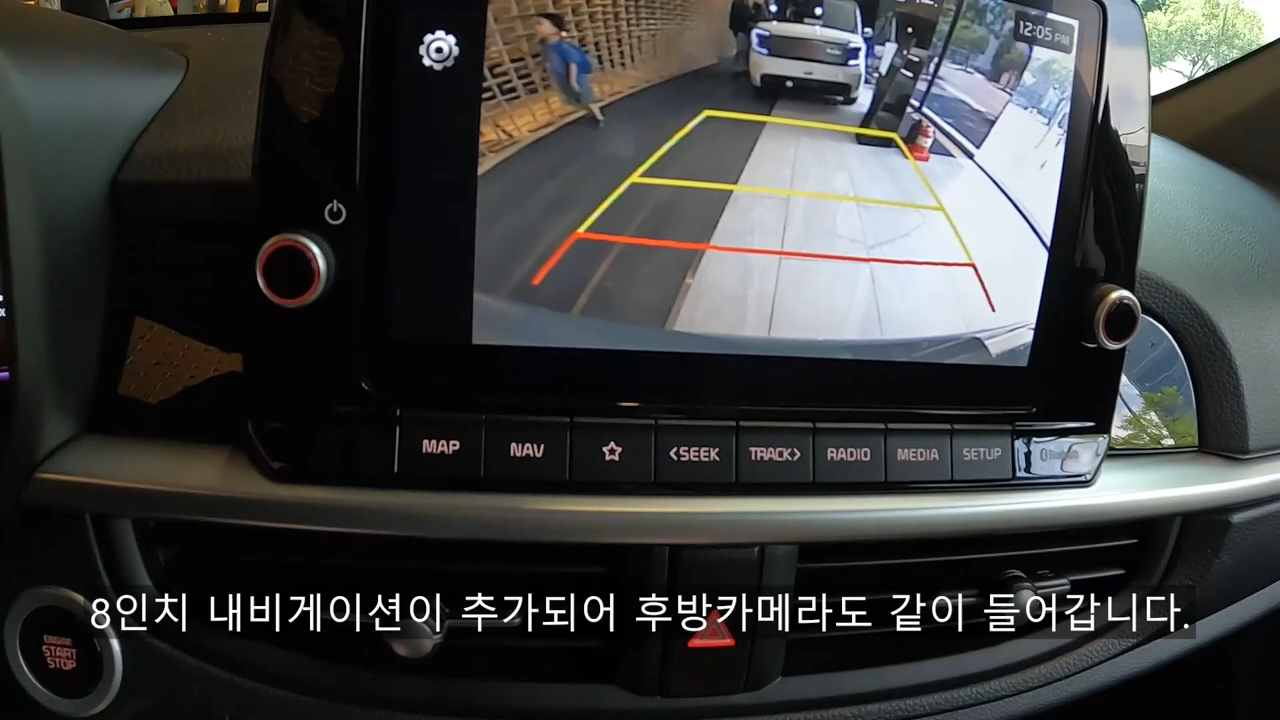 12:05 PM
MAP
NAV
<SEEK
TRACK>
RADIO
MEDIA
SETUP
Bluetooth
8인치 내비게이션이 추가되어 후방카메라도 같이 들어갑니다.
ENGINE
START
STOP